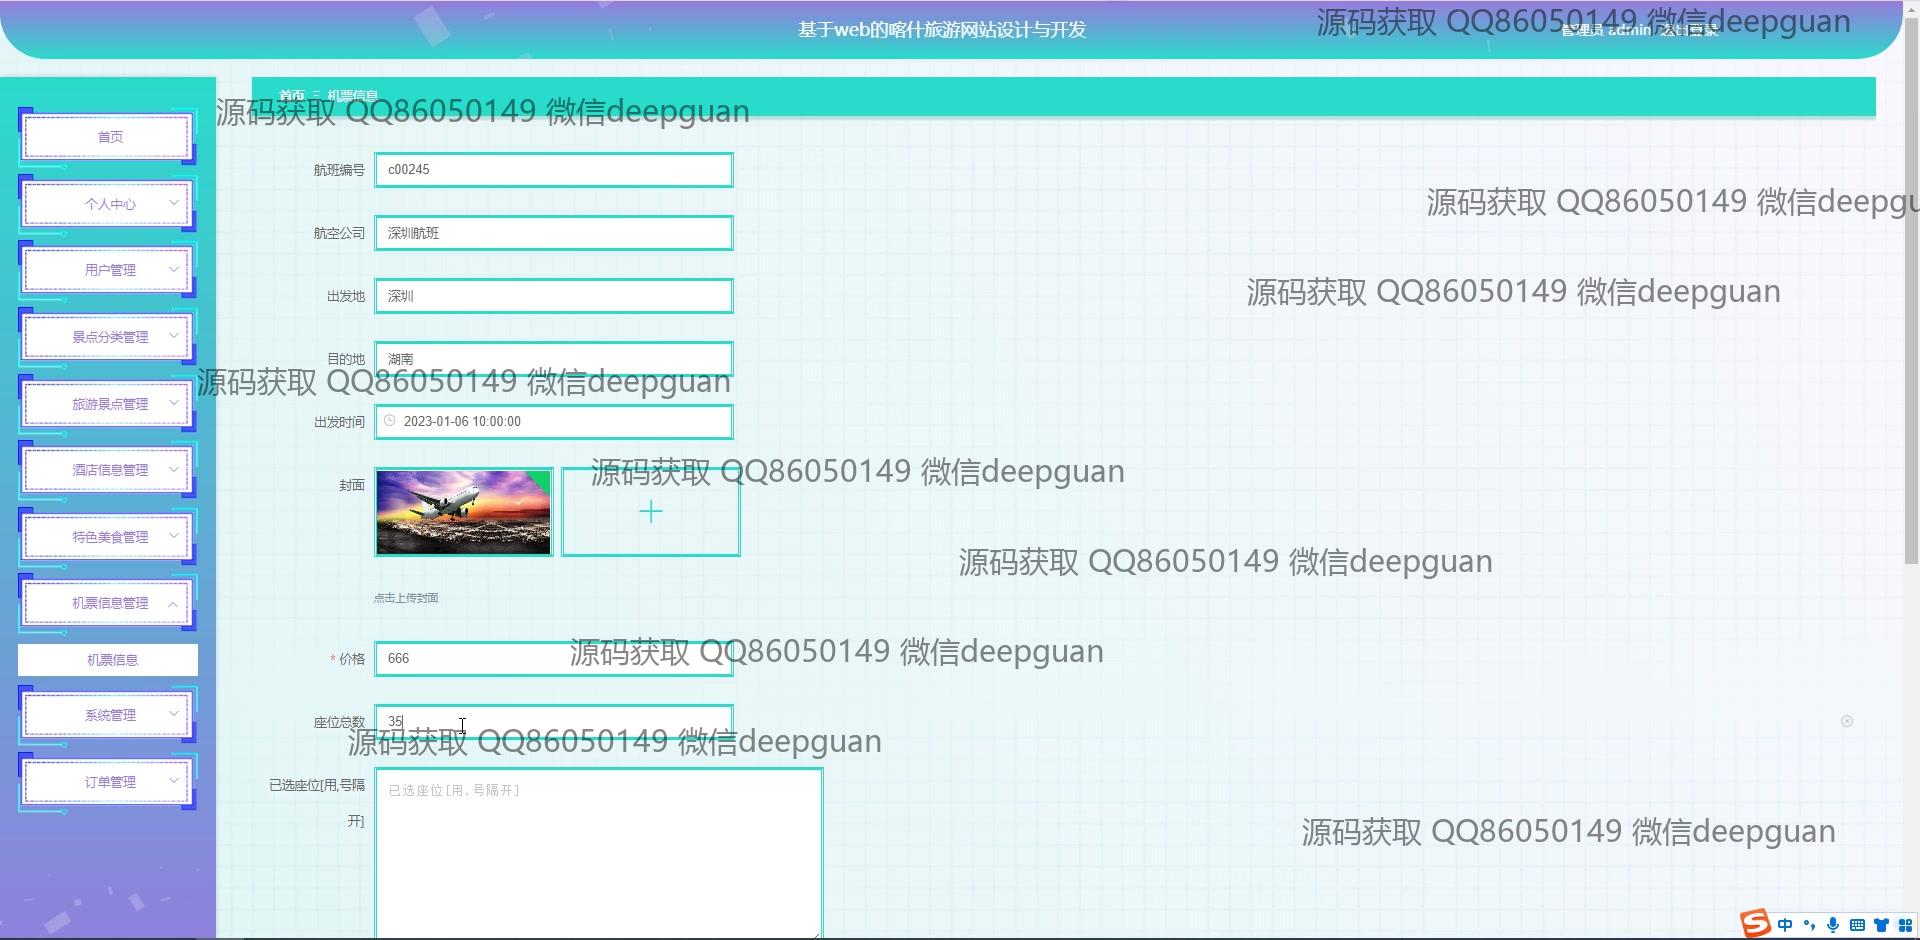 基于web的喀什旅游网站设计与开发
源码获取 QQ86050149 微信deepguan
管理员 admin 退出登录
首页 机票信息
源码获取 QQ86050149 微信deepguan
首页
航班编号 c00245
个人中心
源码获取 QQ86050149 微信deepgu
航空公司 深圳航班
用户管理
出发地 深圳
源码获取 QQ86050149 微信deepguan
景点分类管理
目的地 湖南
源码获取 QQ86050149 微信deepguan
旅游景点管理
出发时间 2023-01-06 10:00:00
酒店信息管理
封面
源码获取 QQ86050149 微信deepguan
特色美食管理
源码获取 QQ86050149 微信deepguan
机票信息管理
点击上传封面
机票信息
* 价格 666
源码获取 QQ86050149 微信deepguan
系统管理
座位总数 35
源码获取 QQ86050149 微信deepguan
订单管理
已选座位[用,号隔
开]
已选座位[用,号隔开]
源码获取 QQ86050149 微信deepguan
中